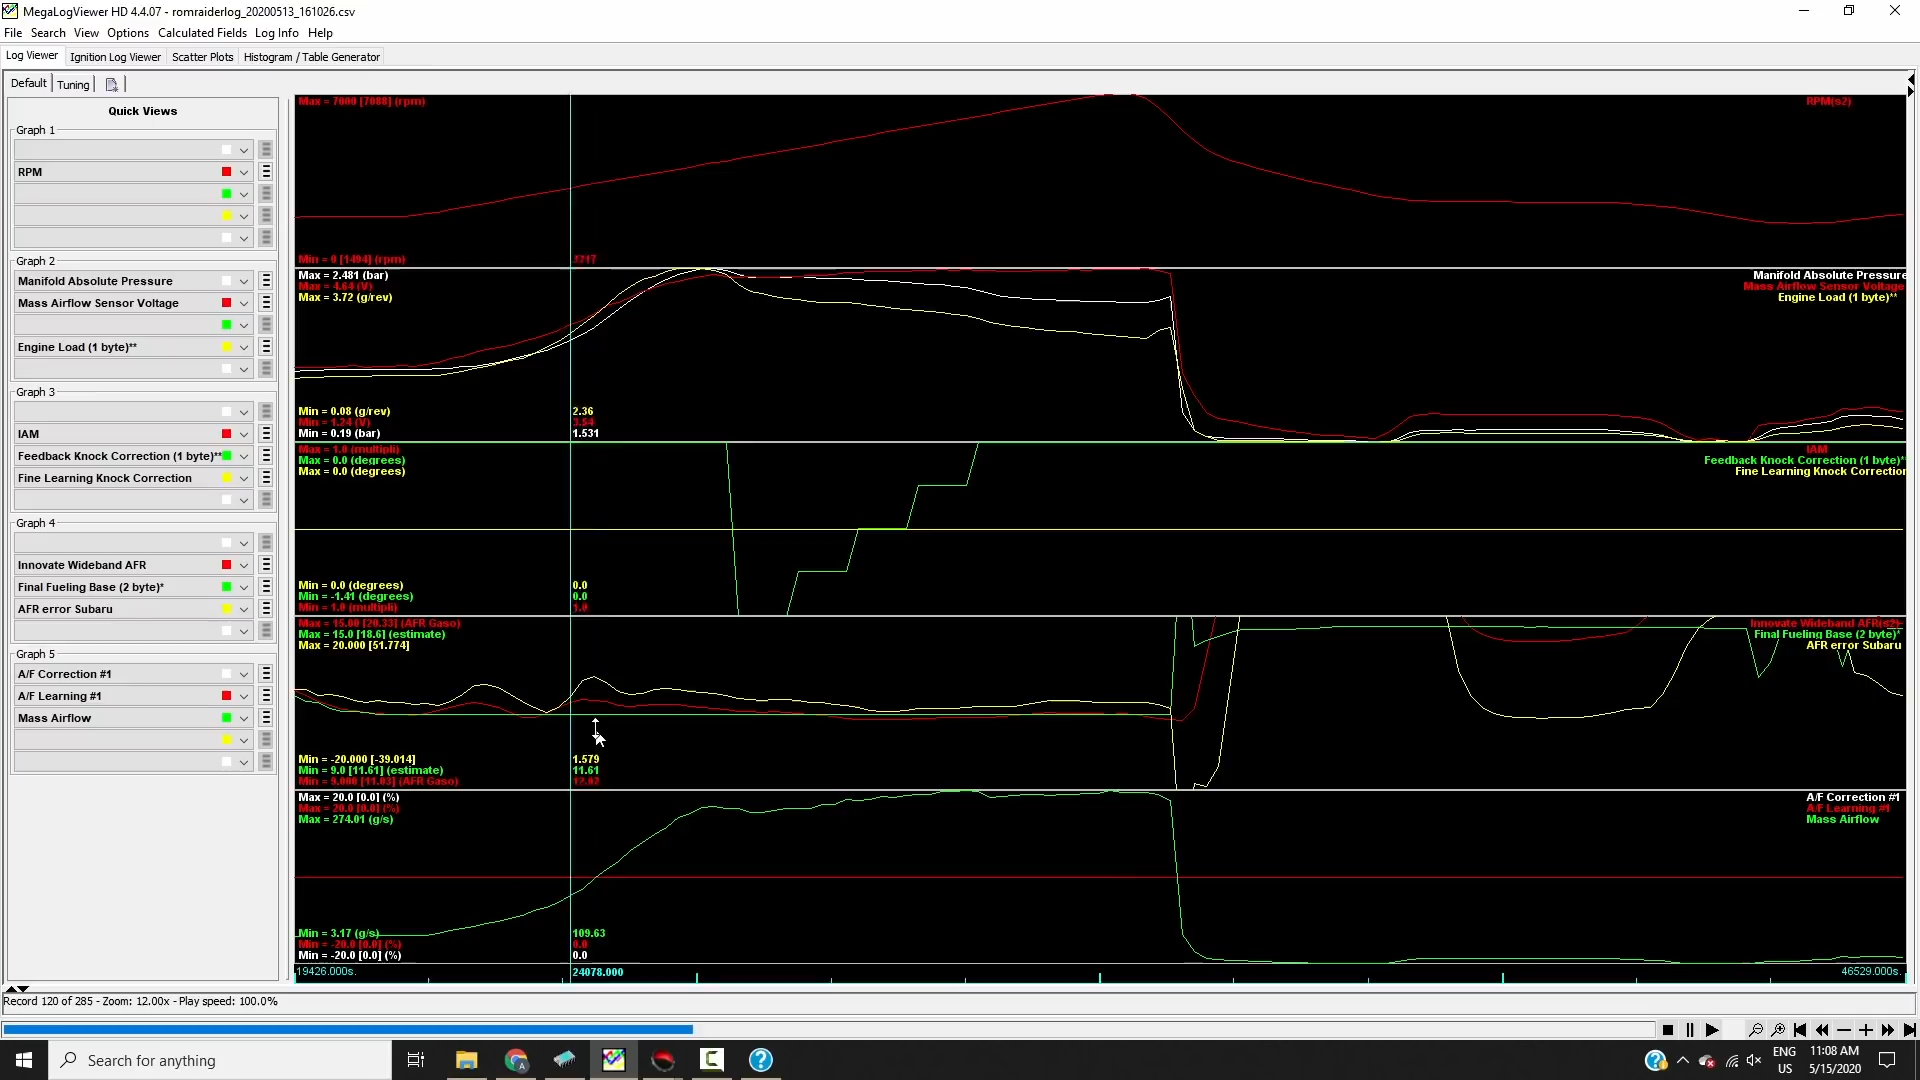 MegaLogViewer HD 4.4.07 - romraiderlog_20200513_161026.csv
File Search View Options Calculated Fields Log Info Help
Log Viewer Ignition Log Viewer Scatter Plots Histogram / Table Generator
Default Tuning
Quick Views
Graph 1
RPM
Graph 2
Manifold Absolute Pressure
Mass Airflow Sensor Voltage
Engine Load (1 byte)**
Graph 3
IAM
Feedback Knock Correction (1 byte)**
Fine Learning Knock Correction
Graph 4
Innovate Wideband AFR
Final Fueling Base (2 byte)*
AFR error Subaru
Graph 5
A/F Correction #1
A/F Learning #1
Mass Airflow
Max = 7000 [7088] (rpm) RPM(s2)
Min = 0 [1494] (rpm) 3717
Max = 2.481 (bar) Manifold Absolute Pressure
Max = 4.64 (V) Mass Airflow Sensor Voltage
Max = 3.72 (g/rev) Engine Load (1 byte)**
Min = 0.08 (g/rev) 2.36
Min = 1.24 (V) 3.54
Min = 0.19 (bar) 1.531
Max = 1.0 (multipli) IAM
Max = 0.0 (degrees) Feedback Knock Correction (1 byte)*
Max = 0.0 (degrees) Fine Learning Knock Correction
Min = 0.0 (degrees) 0.0
Min = -1.41 (degrees) 0.0
Min = 1.0 (multipli) 1.0
Max = 15.00 [20.33] (AFR Gaso) Innovate Wideband AFR(s2)
Max = 15.0 [18.6] (estimate) Final Fueling Base (2 byte)*
Max = 20.000 [51.774] AFR error Subaru
Min = -20.000 [-39.014] 1.579
Min = 9.0 [11.61] (estimate) 11.61
Min = 9.000 [11.03] (AFR Gaso) 12.02
Max = 20.0 [0.0] (%) A/F Correction #1
Max = 20.0 [0.0] (%) A/F Learning #1
Max = 274.01 (g/s) Mass Airflow
Min = 3.17 (g/s) 109.63
Min = -20.0 [0.0] (%) 0.0
Min = -20.0 [0.0] (%) 0.0
19426.000s. 24078.000 46529.000s.
Record 120 of 285 - Zoom: 12.00x - Play speed: 100.0%
Search for anything
ENG
US
11:08 AM
5/15/2020